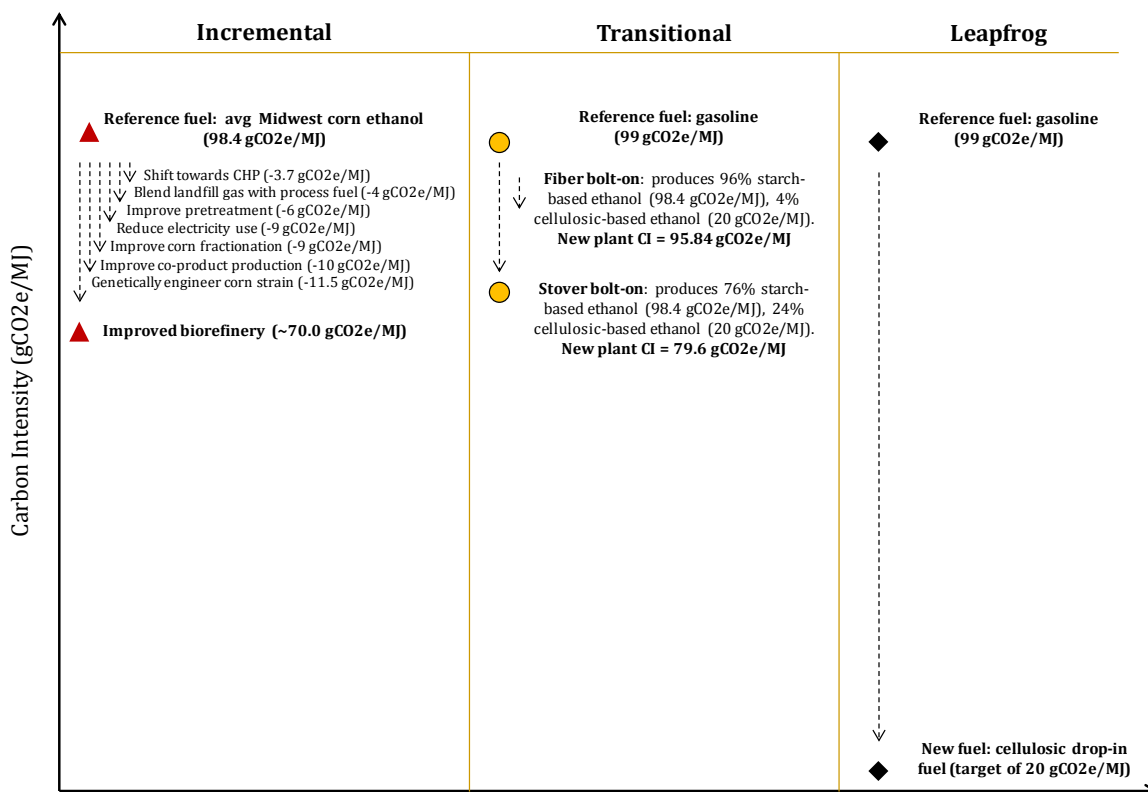 Incremental
Transitional
Leapfrog
Carbon Intensity (gCO2e/MJ)
Reference fuel: avg Midwest corn ethanol
(98.4 gCO2e/MJ)
Shift towards CHP (-3.7 gCO2e/MJ)
Blend landfill gas with process fuel (-4 gCO2e/MJ)
Improve pretreatment (-6 gCO2e/MJ)
Reduce electricity use (-9 gCO2e/MJ)
Improve corn fractionation (-9 gCO2e/MJ)
Improve co-product production (-10 gCO2e/MJ)
Genetically engineer corn strain (-11.5 gCO2e/MJ)
Improved biorefinery (~70.0 gCO2e/MJ)
Reference fuel: gasoline
(99 gCO2e/MJ)
Fiber bolt-on: produces 96% starch-
based ethanol (98.4 gCO2e/MJ), 4%
cellulosic-based ethanol (20 gCO2e/MJ).
New plant CI = 95.84 gCO2e/MJ
Stover bolt-on: produces 76% starch-
based ethanol (98.4 gCO2e/MJ), 24%
cellulosic-based ethanol (20 gCO2e/MJ).
New plant CI = 79.6 gCO2e/MJ
Reference fuel: gasoline
(99 gCO2e/MJ)
New fuel: cellulosic drop-in
fuel (target of 20 gCO2e/MJ)